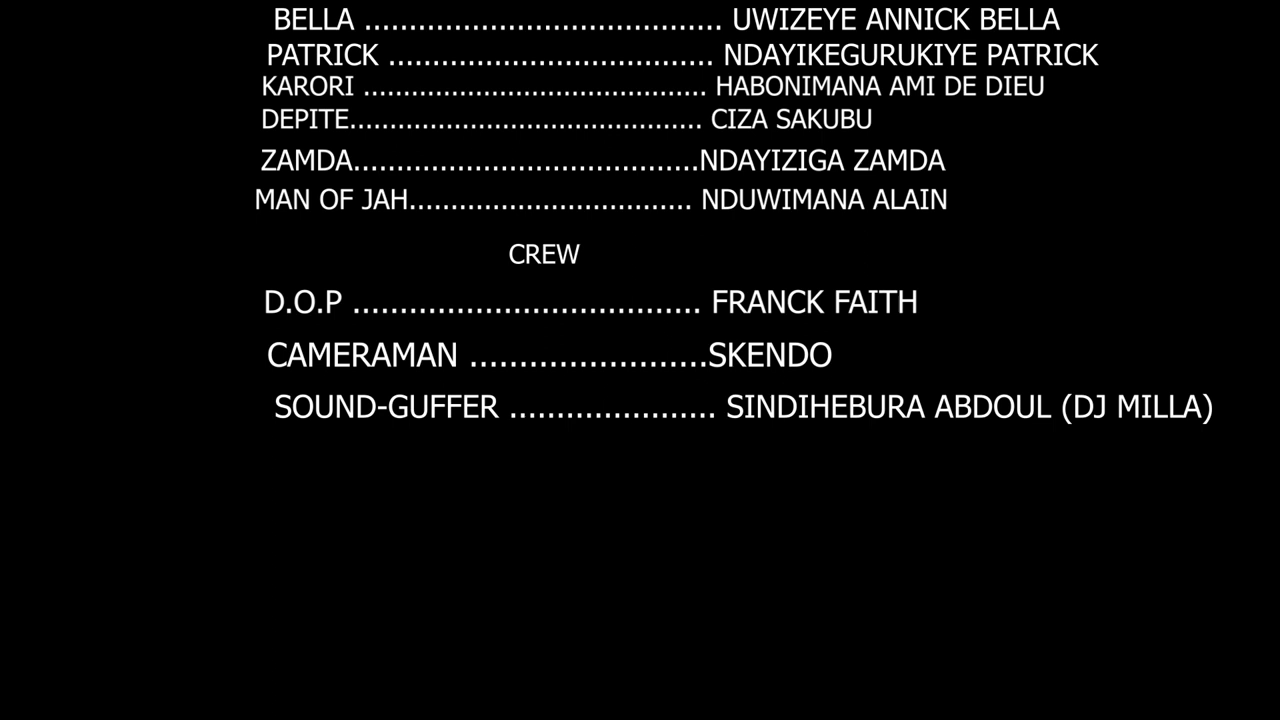 BELLA ......................................... UWIZEYE ANNICK BELLA
PATRICK ..................................... NDAYIKEGURUKIYE PATRICK
KARORI ........................................... HABONIMANA AMI DE DIEU
DEPITE............................................ CIZA SAKUBU
ZAMDA..........................................NDAYIZIGA ZAMDA
MAN OF JAH.................................. NDUWIMANA ALAIN
CREW
D.O.P ..................................... FRANCK FAITH
CAMERAMAN ........................SKENDO
SOUND-GUFFER ...................... SINDIHEBURA ABDOUL (DJ MILLA)